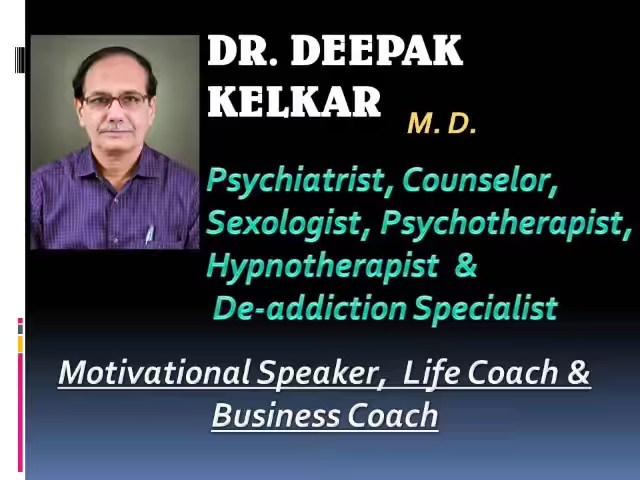 DR. DEEPAK
KELKAR
M. D.
Psychiatrist, Counselor,
Sexologist, Psychotherapist,
Hypnotherapist &
De-addiction Specialist
Motivational Speaker, Life Coach &
Business Coach